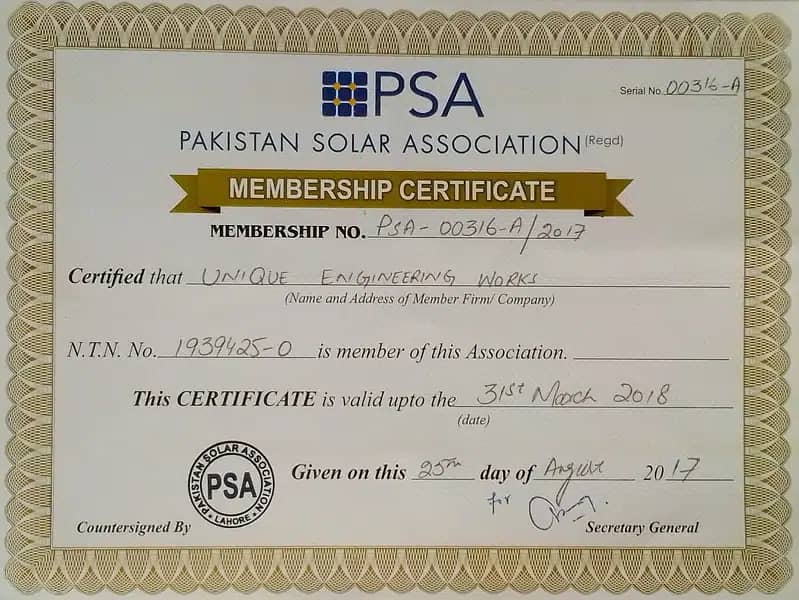 PSA
Serial No. 00316-A
PAKISTAN SOLAR ASSOCIATION (Regd)
MEMBERSHIP CERTIFICATE
MEMBERSHIP NO. PSA-00316-A/2017
Certified that UNIQUE ENGINEERING WORKS
(Name and Address of Member Firm/ Company)
N.T.N. No. 1939425-0 is member of this Association.
This CERTIFICATE is valid upto the 31st March 2018
(date)
Given on this 25th day of August 2017
PAKISTAN SOLAR ASSOCIATION
PSA
LAHORE
for
Countersigned By
Secretary General